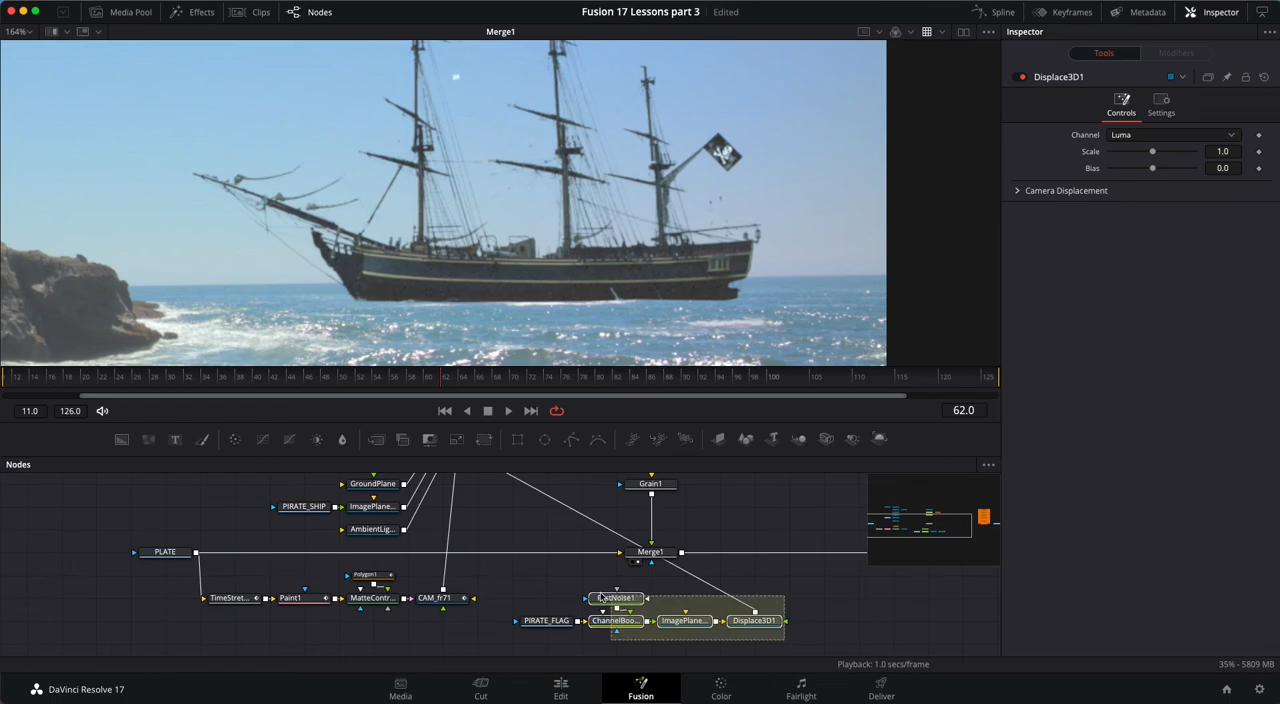 Media Pool
Effects
Clips
Nodes
Fusion 17 Lessons part 3
Edited
Spline
Keyframes
Metadata
Inspector
164%
Merge1
Inspector
Tools
Modifiers
Displace3D1
Controls
Settings
Channel
Luma
Scale
1.0
Bias
0.0
Camera Displacement
12 14 16 18 20 22 24 26 28 30 32 34 36 38 40 42 44 46 48 50 52 54 56 58 60 62 64 66 68 70 72 74 76 78 80 82 84 86 88 90 92 94 96 98 100 105 110 115 120 125
11.0
126.0
62.0
Nodes
GroundPlane
Grain1
PIRATE_SHIP
ImagePlane...
AmbientLig...
PLATE
Merge1
Polygon1
TimeStret...
Paint1
MatteContr...
CAM_fr71
PIRATE_FLAG
ChannelBoo...
ImagePlane...
Displace3D1
Playback: 1.0 secs/frame
35% - 5809 MB
DaVinci Resolve 17
Media
Cut
Edit
Fusion
Color
Fairlight
Deliver